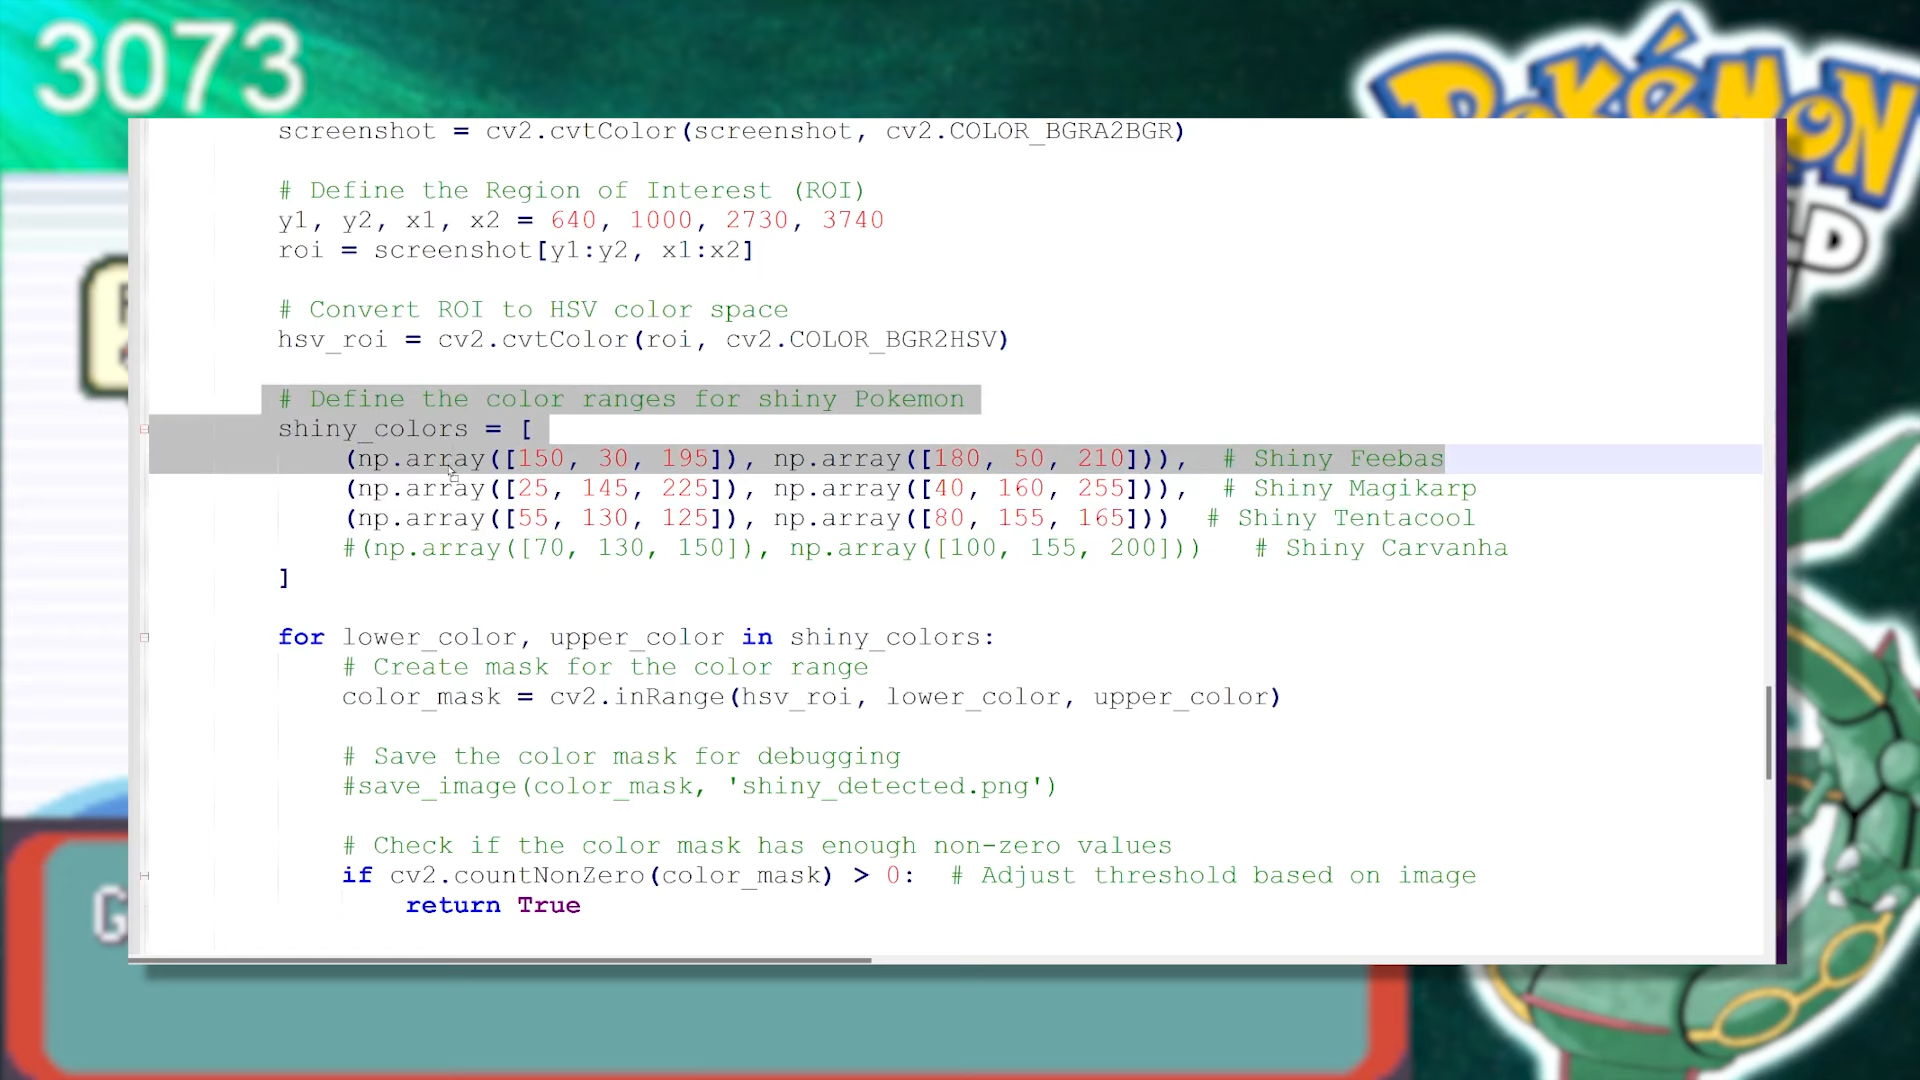 3073
Pokémon
screenshot = cv2.cvtColor(screenshot, cv2.COLOR_BGRA2BGR)
# Define the Region of Interest (ROI)
y1, y2, x1, x2 = 640, 1000, 2730, 3740
roi = screenshot[y1:y2, x1:x2]
# Convert ROI to HSV color space
hsv_roi = cv2.cvtColor(roi, cv2.COLOR_BGR2HSV)
# Define the color ranges for shiny Pokemon
shiny_colors = [
(np.array([150, 30, 195]), np.array([180, 50, 210])), # Shiny Feebas
(np.array([25, 145, 225]), np.array([40, 160, 255])), # Shiny Magikarp
(np.array([55, 130, 125]), np.array([80, 155, 165])) # Shiny Tentacool
#(np.array([70, 130, 150]), np.array([100, 155, 200])) # Shiny Carvanha
]
for lower_color, upper_color in shiny_colors:
# Create mask for the color range
color_mask = cv2.inRange(hsv_roi, lower_color, upper_color)
# Save the color mask for debugging
#save_image(color_mask, 'shiny_detected.png')
# Check if the color mask has enough non-zero values
if cv2.countNonZero(color_mask) > 0: # Adjust threshold based on image
return True